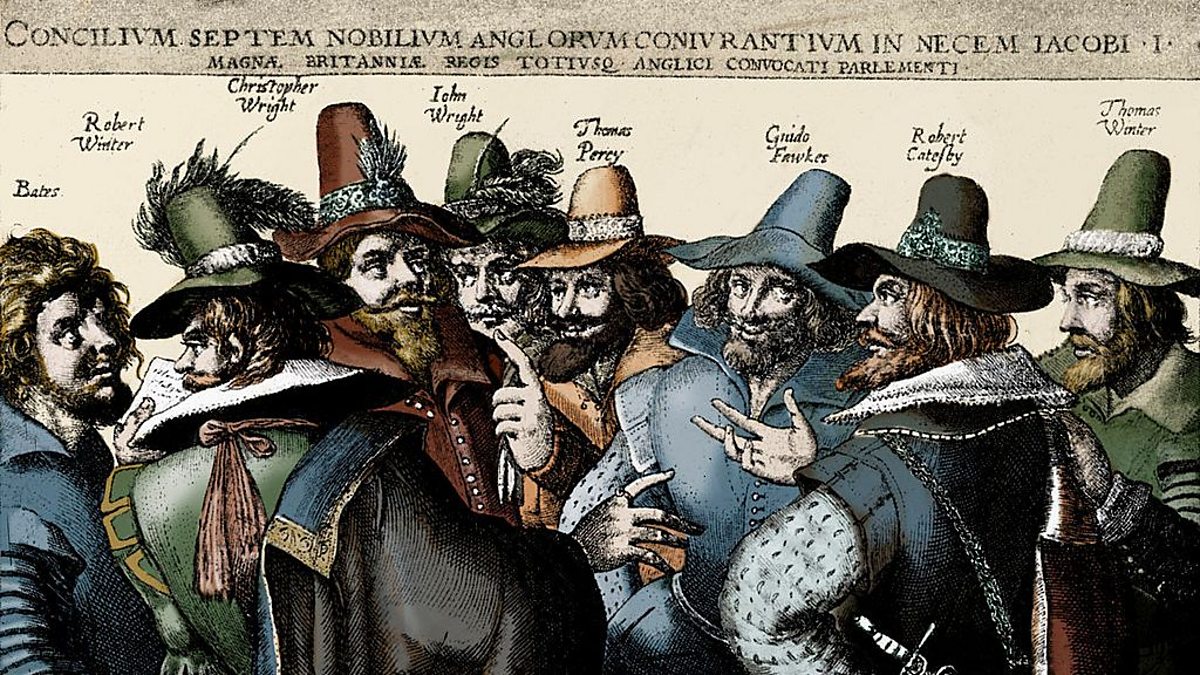 CONCILIVM SEPTEM NOBILIVM ANGLORVM CONIVRANTIVM IN NECEM IACOBI · I ·
MAGNÆ BRITANNIÆ REGIS TOTIVSQ · ANGLICI CONVOCATI PARLEMENTI ·
Bates
Robert
Winter
Christopher
Wright
Iohn
Wright
Thomas
Percy
Guido
Fawkes
Robert
Catesby
Thomas
Winter